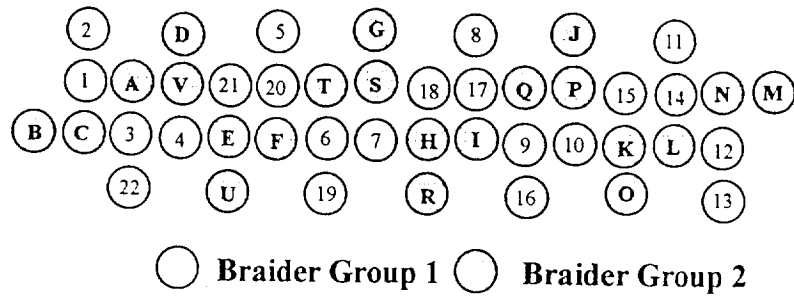 2 D 5 G 8 J 11
1 A V 21 20 T S 18 17 Q P 15 14 N M
B C 3 4 E F 6 7 H I 9 10 K L 12
22 U 19 R 16 O 13
Braider Group 1 Braider Group 2